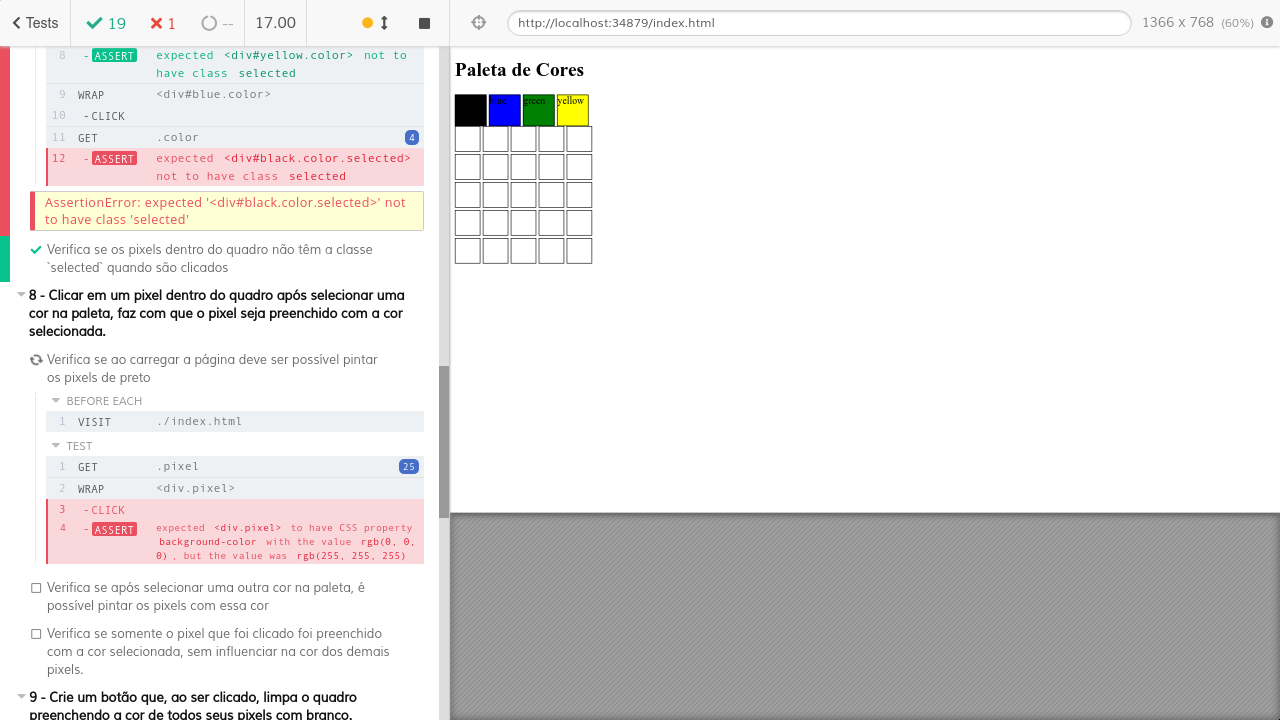 Tests 19 1 -- 17.00
http://localhost:34879/index.html 1366 x 768 (60%)
8 -ASSERT expected <div#yellow.color> not to
have class selected
9 WRAP <div#blue.color>
10 -CLICK
11 GET .color 4
12 -ASSERT expected <div#black.color.selected>
not to have class selected
AssertionError: expected '<div#black.color.selected>' not
to have class 'selected'
Verifica se os pixels dentro do quadro não têm a classe
`selected` quando são clicados
8 - Clicar em um pixel dentro do quadro após selecionar uma
cor na paleta, faz com que o pixel seja preenchido com a cor
selecionada.
Verifica se ao carregar a página deve ser possível pintar
os pixels de preto
BEFORE EACH
1 VISIT ./index.html
TEST
1 GET .pixel 25
2 WRAP <div.pixel>
3 -CLICK
4 -ASSERT expected <div.pixel> to have CSS property
background-color with the value rgb(0, 0,
0) , but the value was rgb(255, 255, 255)
Verifica se após selecionar uma outra cor na paleta, é
possível pintar os pixels com essa cor
Verifica se somente o pixel que foi clicado foi preenchido
com a cor selecionada, sem influenciar na cor dos demais
pixels.
9 - Crie um botão que, ao ser clicado, limpa o quadro
preenchendo a cor de todos seus pixels com branco.
Paleta de Cores
blue green yellow